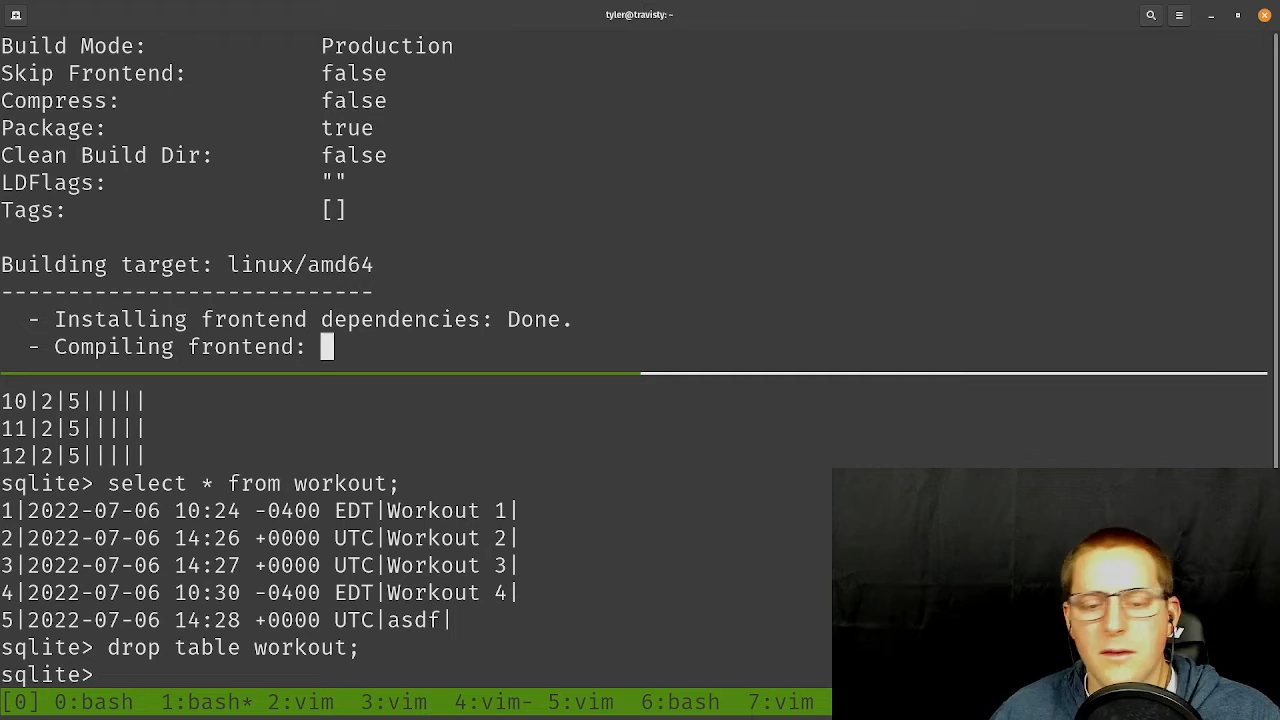 tyler@travisty: ~
Build Mode: Production
Skip Frontend: false
Compress: false
Package: true
Clean Build Dir: false
LDFlags: ""
Tags: []
Building target: linux/amd64
----------------------------
- Installing frontend dependencies: Done.
- Compiling frontend:
10|2|5|||||
11|2|5|||||
12|2|5|||||
sqlite> select * from workout;
1|2022-07-06 10:24 -0400 EDT|Workout 1|
2|2022-07-06 14:26 +0000 UTC|Workout 2|
3|2022-07-06 14:27 +0000 UTC|Workout 3|
4|2022-07-06 10:30 -0400 EDT|Workout 4|
5|2022-07-06 14:28 +0000 UTC|asdf|
sqlite> drop table workout;
sqlite>
[0] 0:bash 1:bash* 2:vim 3:vim 4:vim- 5:vim 6:bash 7:vim